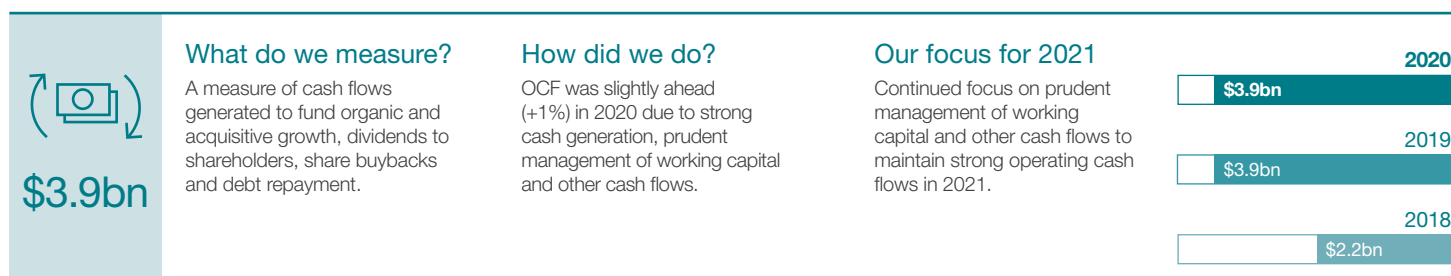 $3.9bn
What do we measure?
A measure of cash flows
generated to fund organic and
acquisitive growth, dividends to
shareholders, share buybacks
and debt repayment.
How did we do?
OCF was slightly ahead
(+1%) in 2020 due to strong
cash generation, prudent
management of working capital
and other cash flows.
Our focus for 2021
Continued focus on prudent
management of working
capital and other cash flows to
maintain strong operating cash
flows in 2021.
2020
$3.9bn
2019
$3.9bn
2018
$2.2bn